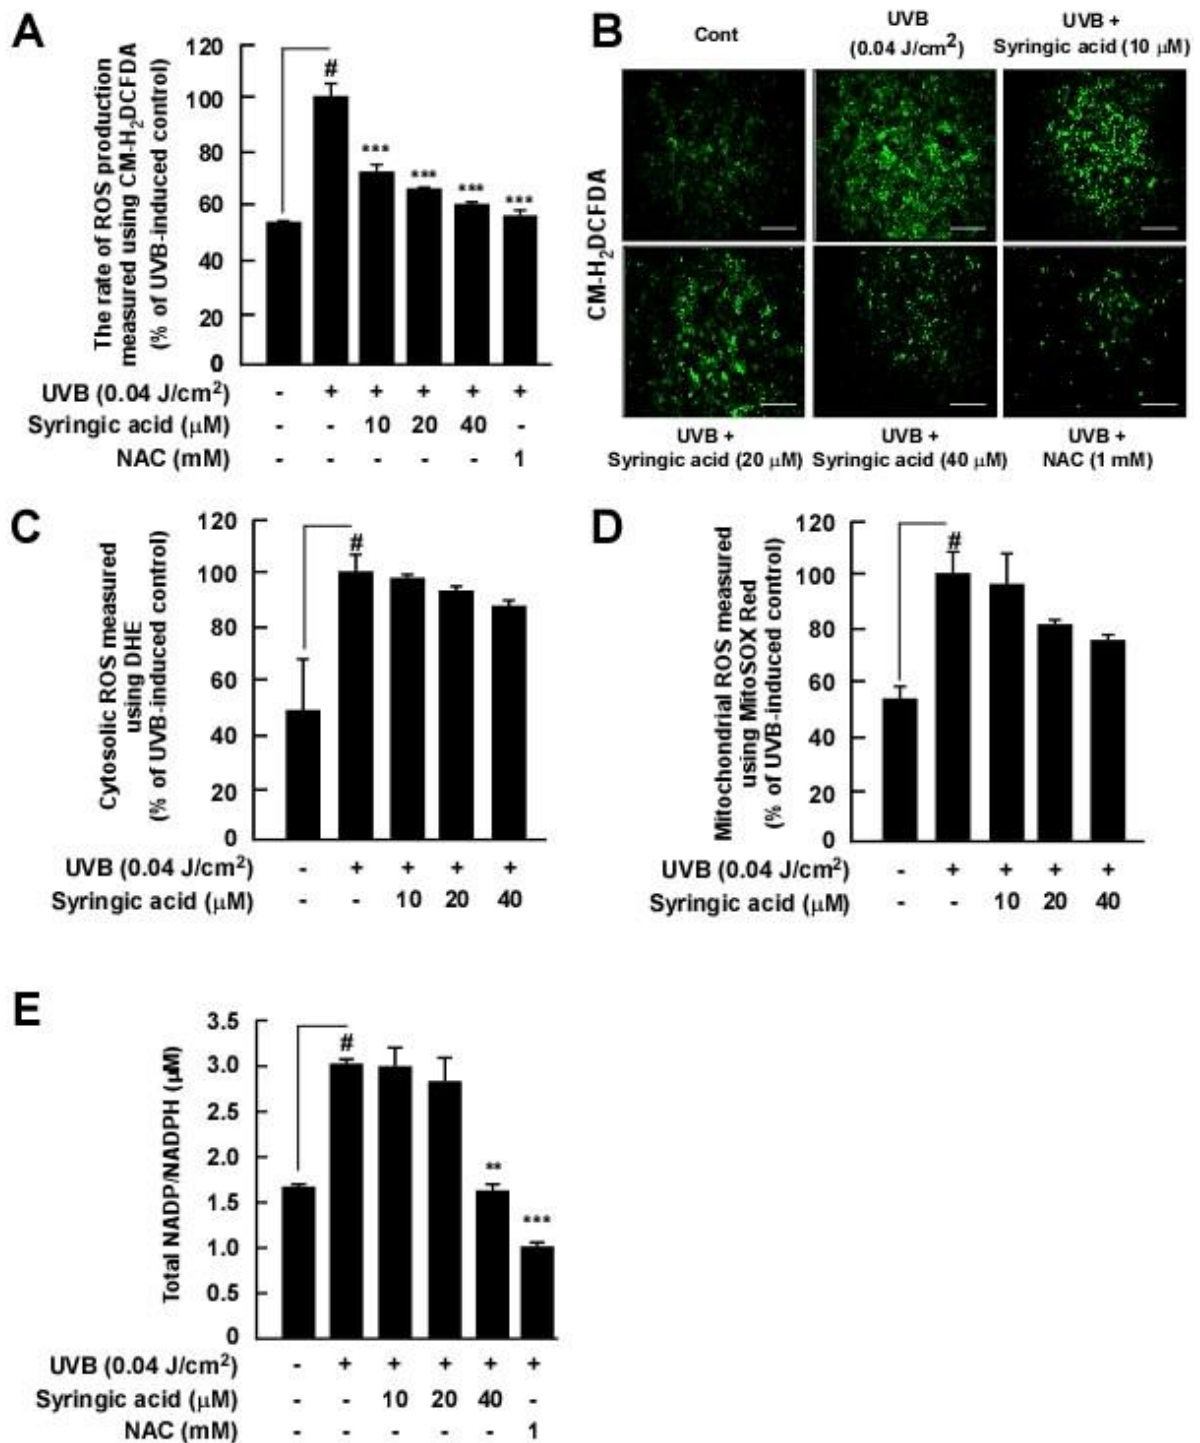 A
The rate of ROS production
measured using CM-H2DCFDA
(% of UVB-induced control)
120
100
80
60
40
20
0
#
***
***
***
***
UVB (0.04 J/cm2) - + + + + +
Syringic acid (μM) - - 10 20 40 -
NAC (mM) - - - - - 1
B
Cont
UVB
(0.04 J/cm2)
UVB +
Syringic acid (10 μM)
CM-H2DCFDA
UVB +
Syringic acid (20 μM)
UVB +
Syringic acid (40 μM)
UVB +
NAC (1 mM)
C
Cytosolic ROS measured
using DHE
(% of UVB-induced control)
120
100
80
60
40
20
0
#
UVB (0.04 J/cm2) - + + + +
Syringic acid (μM) - - 10 20 40
D
Mitochondrial ROS measured
using MitoSOX Red
(% of UVB-induced control)
120
100
80
60
40
20
0
#
UVB (0.04 J/cm2) - + + + +
Syringic acid (μM) - - 10 20 40
E
Total NADP/NADPH (μM)
3.5
3.0
2.5
2.0
1.5
1.0
0.5
0
#
**
***
UVB (0.04 J/cm2) - + + + + +
Syringic acid (μM) - - 10 20 40 -
NAC (mM) - - - - - 1